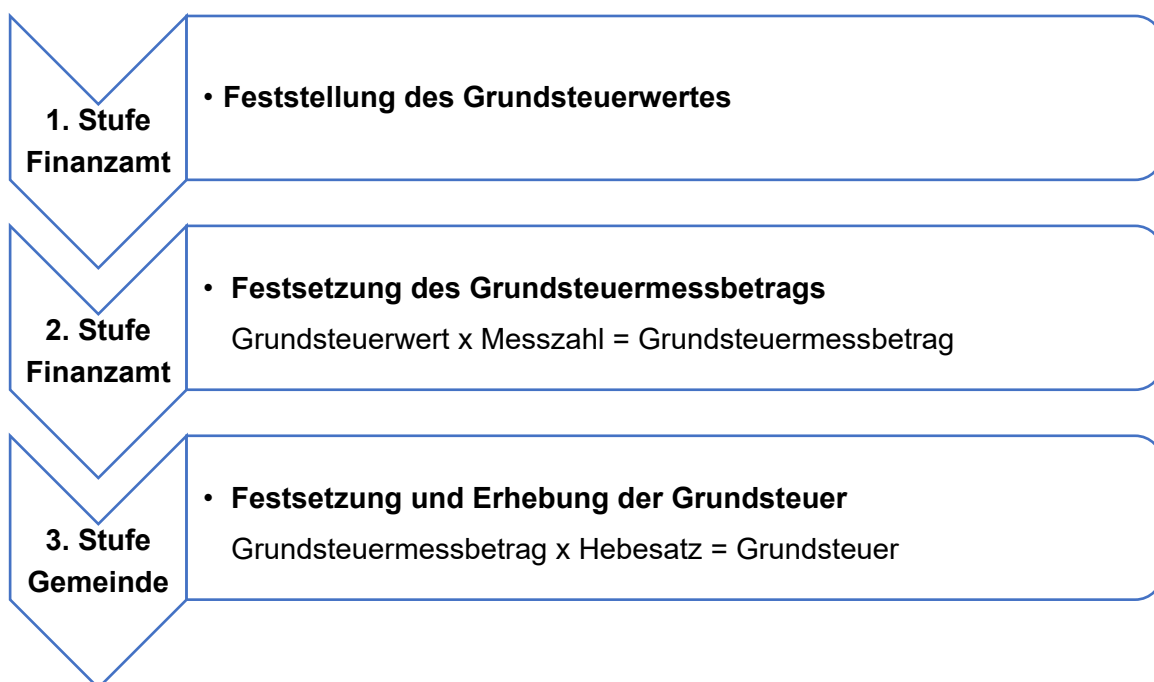 1. Stufe
Finanzamt
• Feststellung des Grundsteuerwertes
2. Stufe
Finanzamt
• Festsetzung des Grundsteuermessbetrags
Grundsteuerwert x Messzahl = Grundsteuermessbetrag
3. Stufe
Gemeinde
• Festsetzung und Erhebung der Grundsteuer
Grundsteuermessbetrag x Hebesatz = Grundsteuer